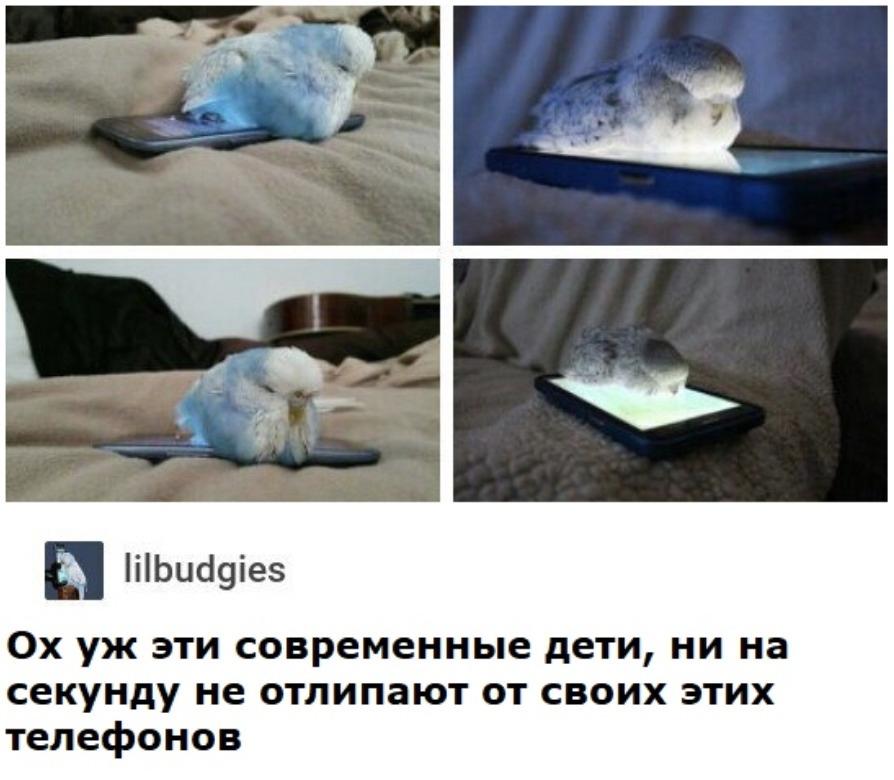 lilbudgies
Ох уж эти современные дети, ни на
секунду не отлипают от своих этих
телефонов